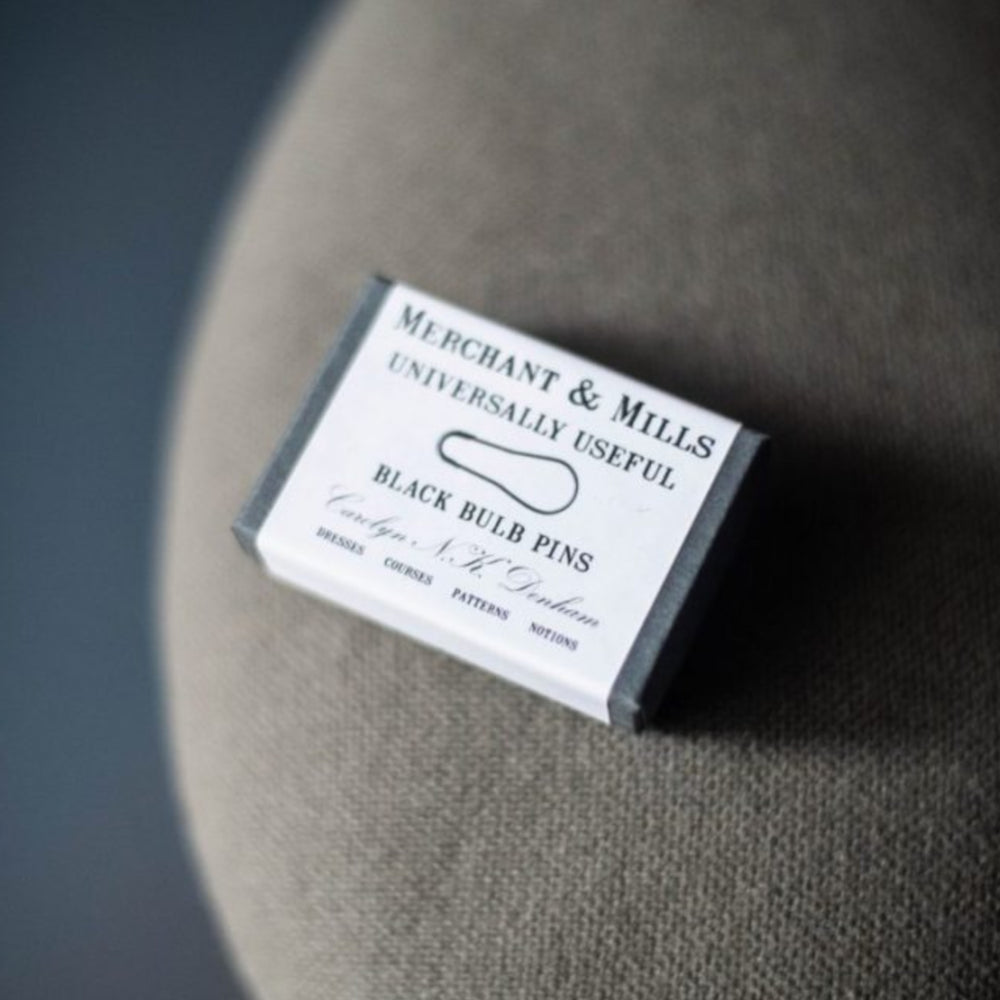 MERCHANT & MILLS
UNIVERSALLY USEFUL
BLACK BULB PINS
Carolyn N.K. Denham
DRESSES COURSES PATTERNS NOTIONS